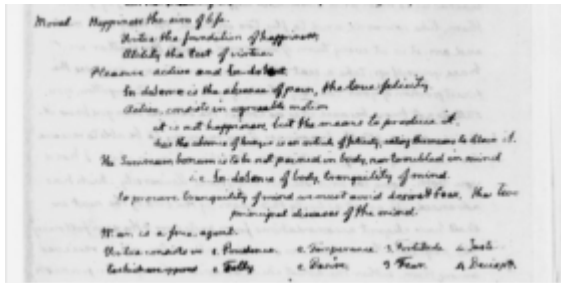 Moral. Happiness the aim of life.
Virtue the foundation of happiness,
Utility the test of virtue.
Pleasure active and In-dolent.
In-dolence is the absence of pain, the true felicity.
Active, consists in agreeable motion
it is not happiness, but the means to produce it.
the absence of hunger is an article of felicity, eating the means to obtain it.
The Summum bonum is to be not pained in body, nor troubled in mind
i.e. In-dolence of body, tranquility of mind.
to procure tranquility of mind we must avoid desire & fear, the two
principal diseases of the mind.
Man is a free agent.
Virtue consists in 1. Prudence 2. Temperance 3. Fortitude 4. Justice
to which are opposed 1. Folly 2. Desire 3. Fear 4. Deceipt.